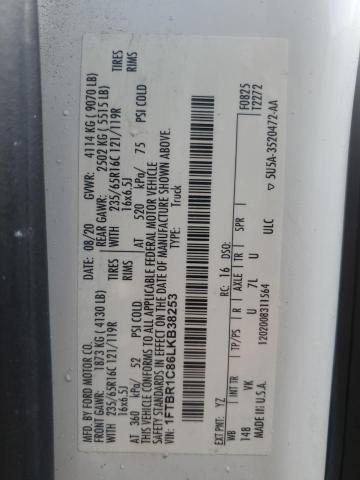 MFD. BY FORD MOTOR CO.
DATE: 08/20 GVWR: 4114 KG ( 9070 LB)
FRONT GAWR: 1873 KG ( 4130 LB) REAR GAWR: 2502 KG ( 5515 LB)
WITH 235/65R16C 121/119R TIRES WITH 235/65R16C 121/119R TIRES
16x6.5J RIMS 16x6.5J RIMS
AT 360 kPa/ 52 PSI COLD AT 520 kPa/ 75 PSI COLD
THIS VEHICLE CONFORMS TO ALL APPLICABLE FEDERAL MOTOR VEHICLE
SAFETY STANDARDS IN EFFECT ON THE DATE OF MANUFACTURE SHOWN ABOVE.
VIN: 1FTBR1C86LKB38253
TYPE: Truck
F0825
T2272
EXT PNT: YZ RC: 16 DSO:
WB INT TR TP/PS R AXLE TR SPR
148 VK U 7L U
MADE IN U.S.A. ULC
1202008311564
5U5A-3520472-AA